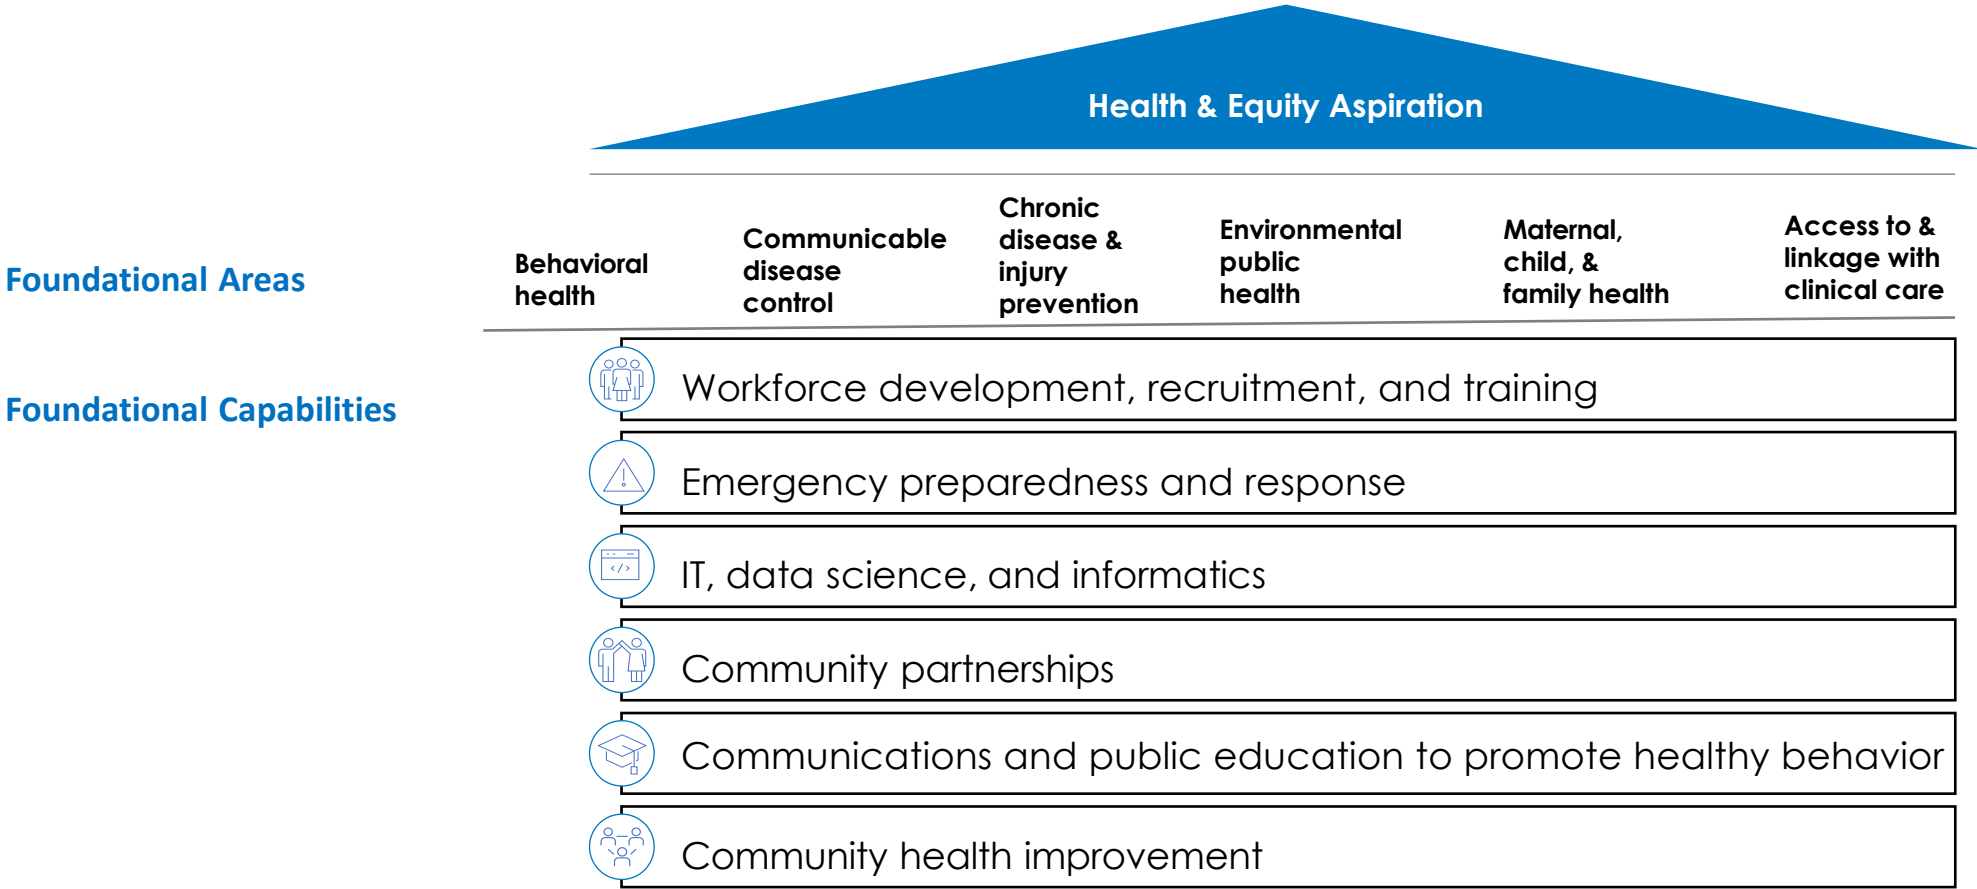 Health & Equity Aspiration
Foundational Areas
Behavioral
health
Communicable
disease
control
Chronic
disease &
injury
prevention
Environmental
public
health
Maternal,
child, &
family health
Access to &
linkage with
clinical care
Foundational Capabilities
Workforce development, recruitment, and training
Emergency preparedness and response
IT, data science, and informatics
</>
Community partnerships
Communications and public education to promote healthy behavior
Community health improvement